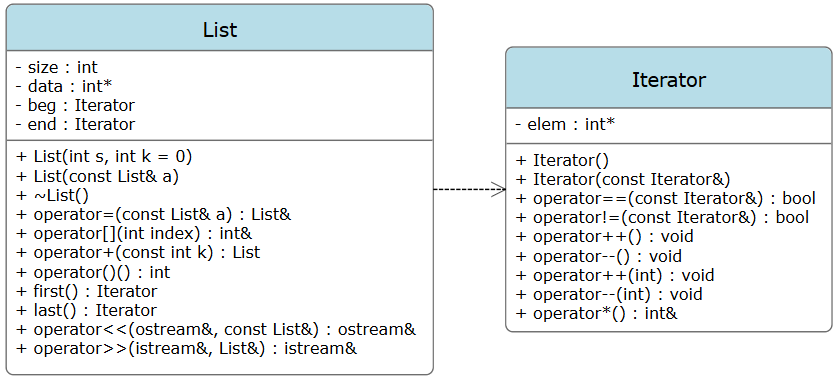 List
- size : int
- data : int*
- beg : Iterator
- end : Iterator
+ List(int s, int k = 0)
+ List(const List& a)
+ ~List()
+ operator=(const List& a) : List&
+ operator[](int index) : int&
+ operator+(const int k) : List
+ operator()() : int
+ first() : Iterator
+ last() : Iterator
+ operator<<(ostream&, const List&) : ostream&
+ operator>>(istream&, List&) : istream&
Iterator
- elem : int*
+ Iterator()
+ Iterator(const Iterator&)
+ operator==(const Iterator&) : bool
+ operator!=(const Iterator&) : bool
+ operator++() : void
+ operator--() : void
+ operator++(int) : void
+ operator--(int) : void
+ operator*() : int&